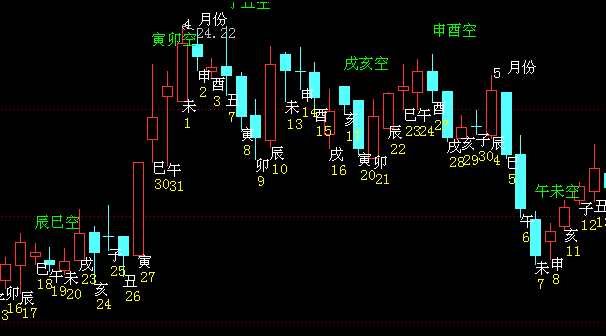 丁丑空
4 月份
24.22
寅卯空
申酉空
戌亥空
5 月份
辰巳空
午未空
卯 16
辰 17
巳 18
午 19
未 20
戌 23
亥 24
子 25
丑 26
寅 27
巳 30
午 31
未 1
申 2
酉 3
丑 7
寅 8
卯 9
辰 10
未 13
申 14
酉 15
戌 16
亥
寅 20
卯 21
辰 22
巳 23
午 24
酉 27
戌 28
亥 29
子 30
辰 4
巳 5
午 6
未 7
申 8
亥 11
子 12
丑